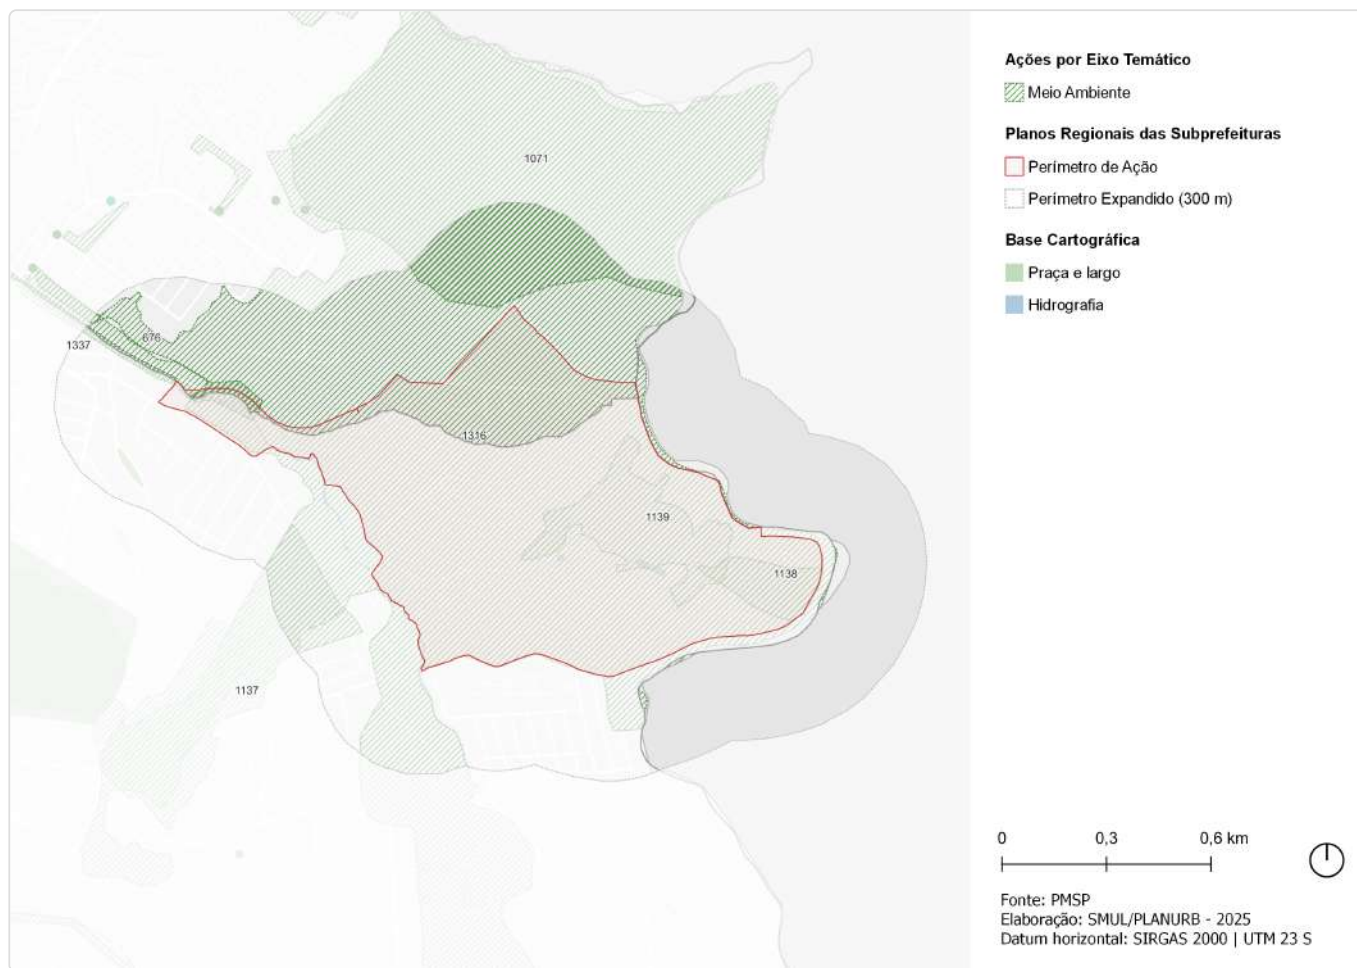 Ações por Eixo Temático
Meio Ambiente
Planos Regionais das Subprefeituras
Perímetro de Ação
Perímetro Expandido (300 m)
Base Cartográfica
Praça e largo
Hidrografia
1071
676
1337
1316
1139
1138
1137
0 0,3 0,6 km
Fonte: PMSP
Elaboração: SMUL/PLANURB - 2025
Datum horizontal: SIRGAS 2000 | UTM 23 S